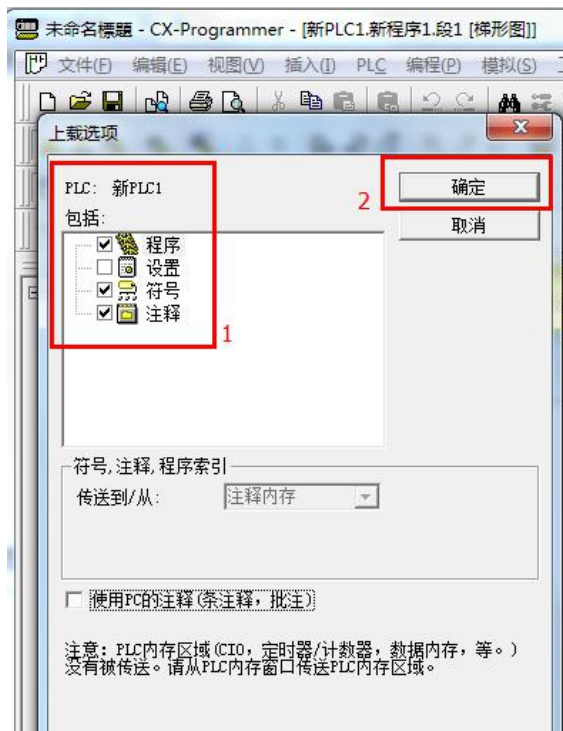 未命名標題 - CX-Programmer - [新PLC1.新程序1.段1 [梯形图]]
文件(F) 编辑(E) 视图(V) 插入(I) PLC 编程(P) 模拟(S)
上载选项
PLC: 新PLC1
2
确定
包括:
取消
程序
设置
符号
注释
1
符号,注释,程序索引
传送到/从:
注释内存
使用PC的注释(条注释，批注)
注意: PLC内存区域(CIO，定时器/计数器，数据内存，等。)
没有被传送。请从PLC内存窗口传送PLC内存区域。